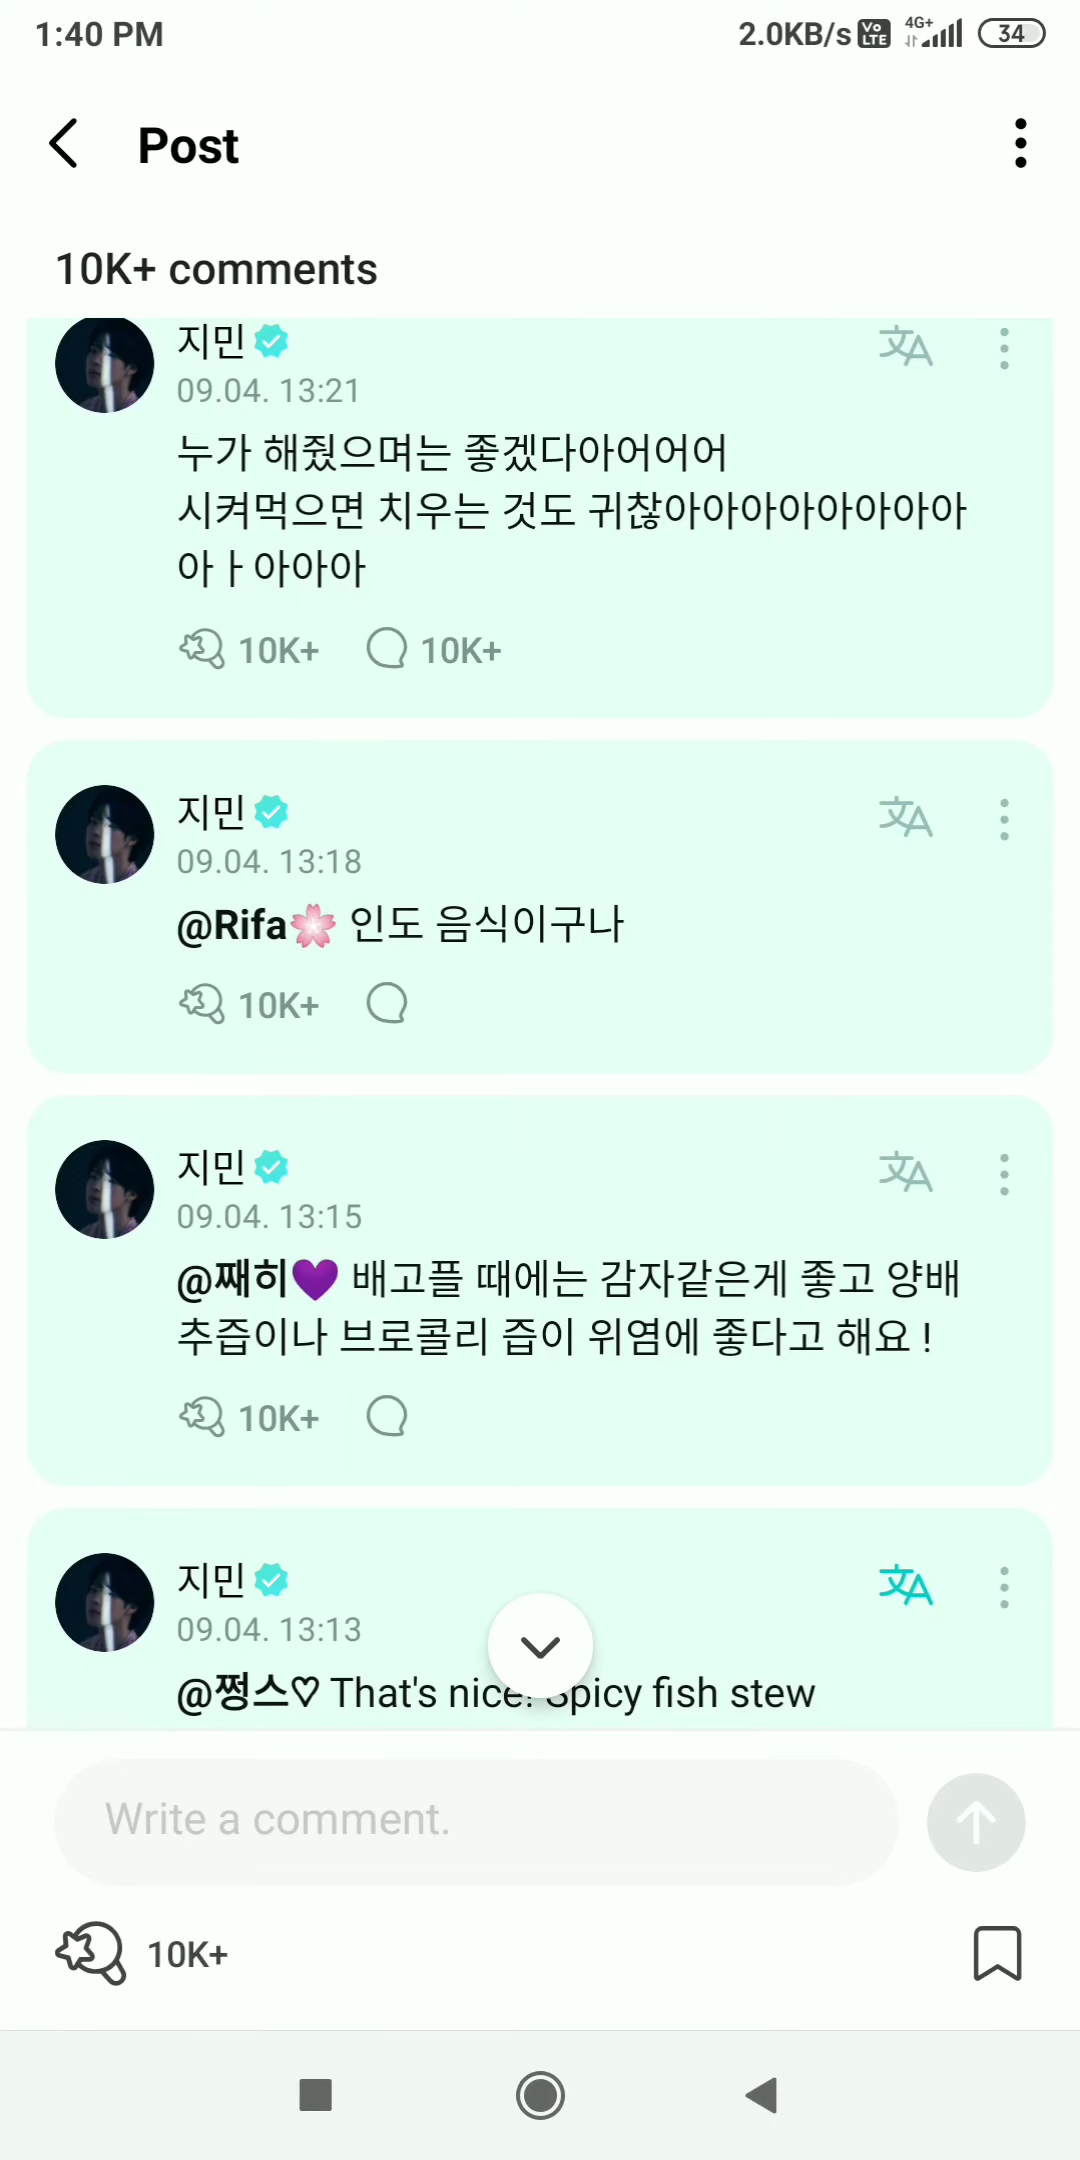 1:40 PM 2.0KB/s Vo LTE 4G+ 34
Post
10K+ comments
지민
09.04. 13:21
누가 해줬으며는 좋겠다아어어어
시켜먹으면 치우는 것도 귀찮아아아아아아아아
아ㅏ아아아
10K+ 10K+
지민
09.04. 13:18
@Rifa🌸 인도 음식이구나
10K+
지민
09.04. 13:15
@째히💜 배고플 때에는 감자같은게 좋고 양배
추즙이나 브로콜리 즙이 위염에 좋다고 해요 !
10K+
지민
09.04. 13:13
@쩡스♡ That's nice! Spicy fish stew
Write a comment.
10K+